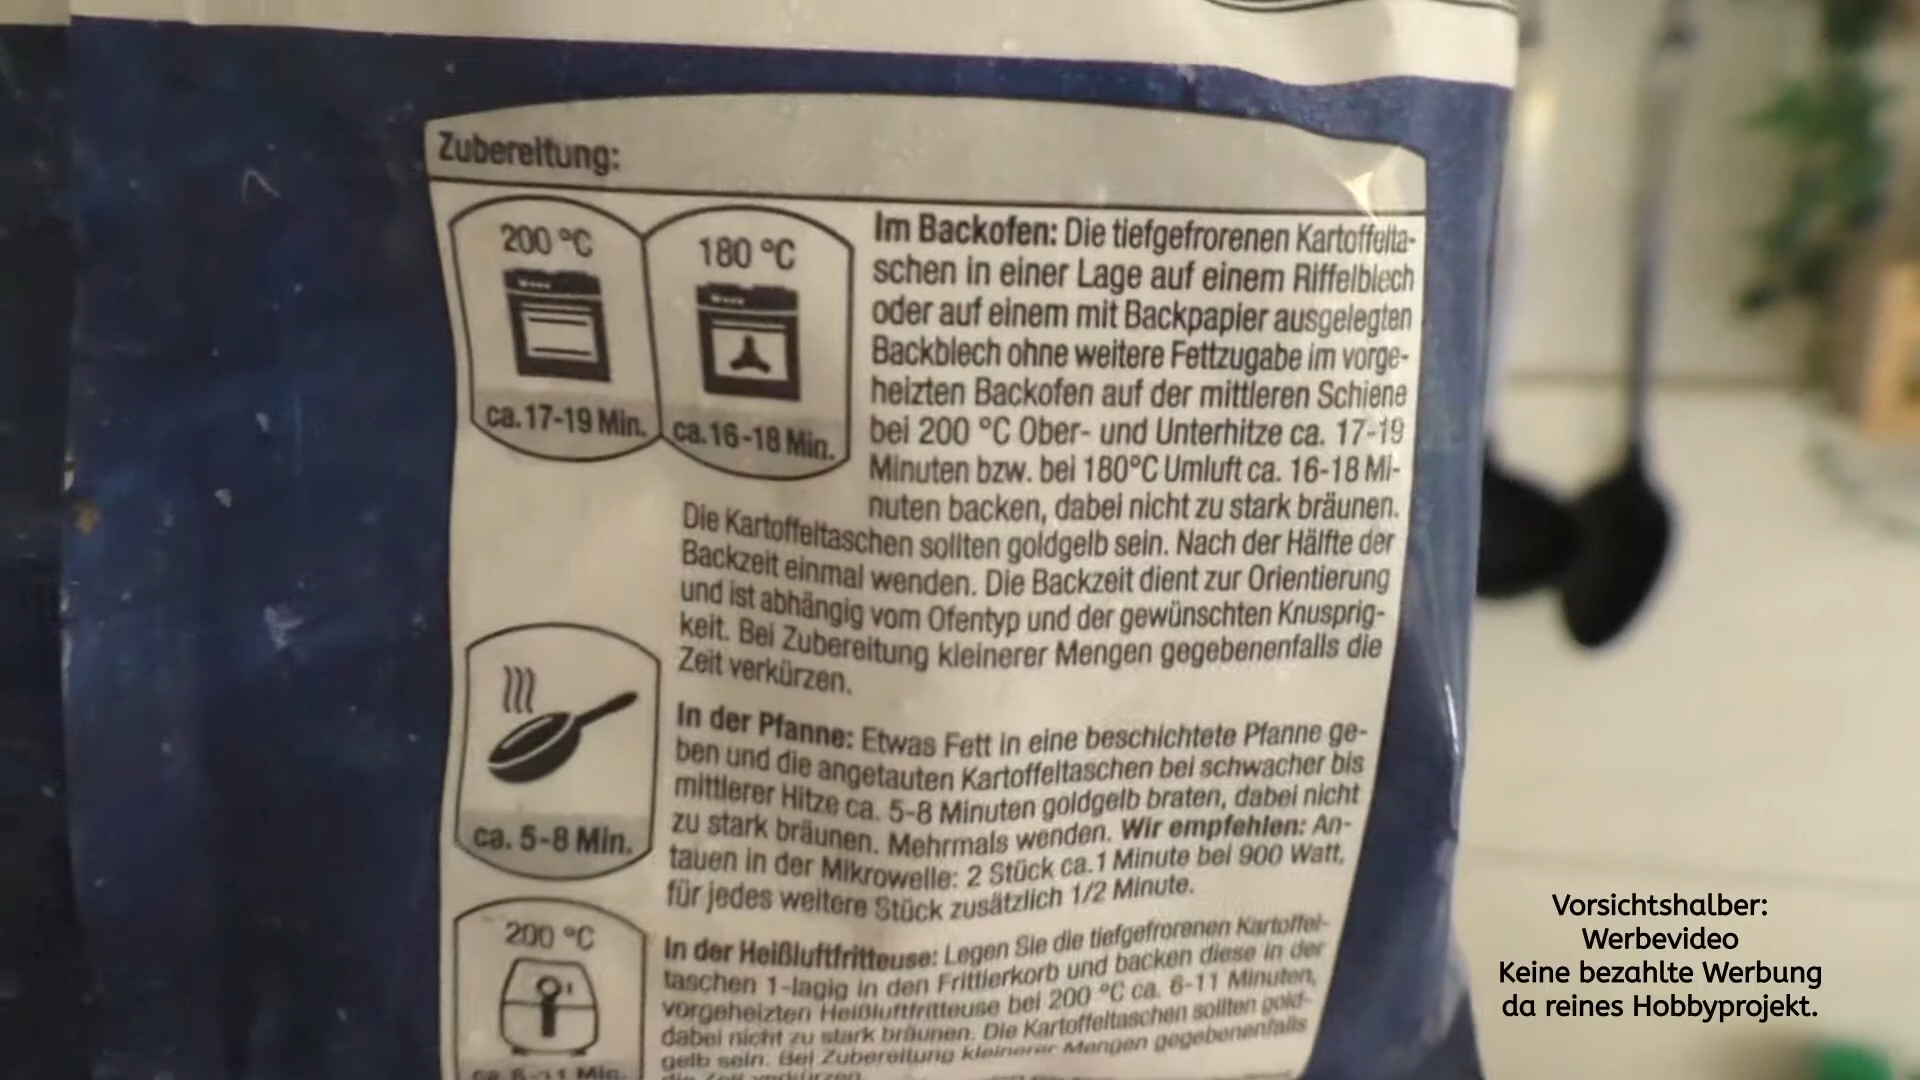 Zubereitung:
200 °C
ca. 17-19 Min.
180 °C
ca. 16-18 Min.
Im Backofen: Die tiefgefrorenen Kartoffelta-
schen in einer Lage auf einem Riffelblech
oder auf einem mit Backpapier ausgelegten
Backblech ohne weitere Fettzugabe im vorge-
heizten Backofen auf der mittleren Schiene
bei 200 °C Ober- und Unterhitze ca. 17-19
Minuten bzw. bei 180°C Umluft ca. 16-18 Mi-
nuten backen, dabei nicht zu stark bräunen.
Die Kartoffeltaschen sollten goldgelb sein. Nach der Hälfte der
Backzeit einmal wenden. Die Backzeit dient zur Orientierung
und ist abhängig vom Ofentyp und der gewünschten Knusprig-
keit. Bei Zubereitung kleinerer Mengen gegebenenfalls die
Zeit verkürzen.
ca. 5-8 Min.
In der Pfanne: Etwas Fett in eine beschichtete Pfanne ge-
ben und die angetauten Kartoffeltaschen bei schwacher bis
mittlerer Hitze ca. 5-8 Minuten goldgelb braten, dabei nicht
zu stark bräunen. Mehrmals wenden. Wir empfehlen: An-
tauen in der Mikrowelle: 2 Stück ca. 1 Minute bei 900 Watt,
für jedes weitere Stück zusätzlich 1/2 Minute.
200 °C
ca. 6-11 Min.
In der Heißluftfritteuse: Legen Sie die tiefgefrorenen Kartoffel-
taschen 1-lagig in den Frittierkorb und backen diese in der
vorgeheizten Heißluftfritteuse bei 200 °C ca. 6-11 Minuten,
dabei nicht zu stark bräunen. Die Kartoffeltaschen sollten gold-
gelb sein. Bei Zubereitung kleinerer Mengen gegebenenfalls
die Zeit verkürzen.
Vorsichtshalber:
Werbevideo
Keine bezahlte Werbung
da reines Hobbyprojekt.